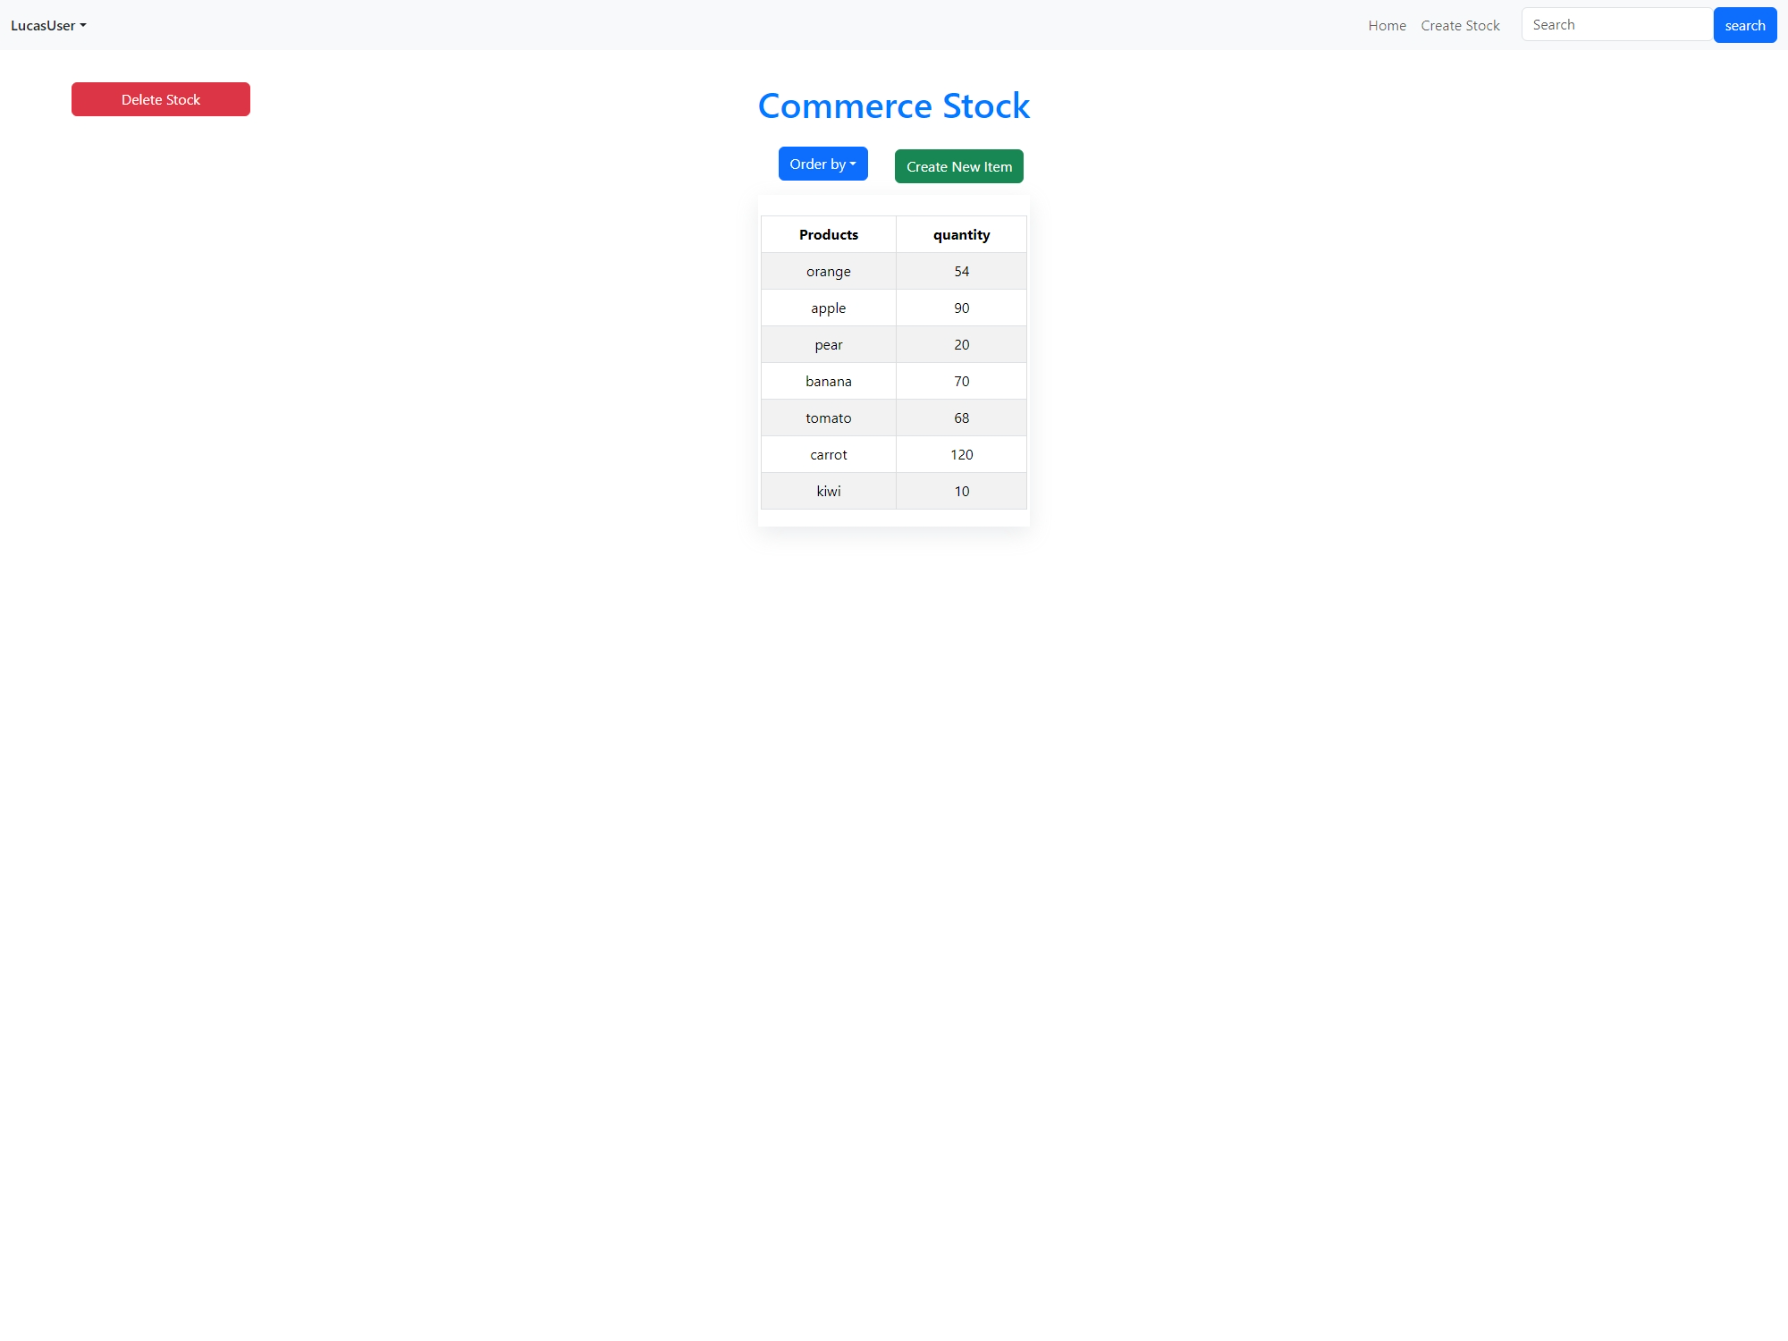 LucasUser
Home Create Stock Search search
Delete Stock
Commerce Stock
Order by Create New Item
Products quantity
orange 54
apple 90
pear 20
banana 70
tomato 68
carrot 120
kiwi 10